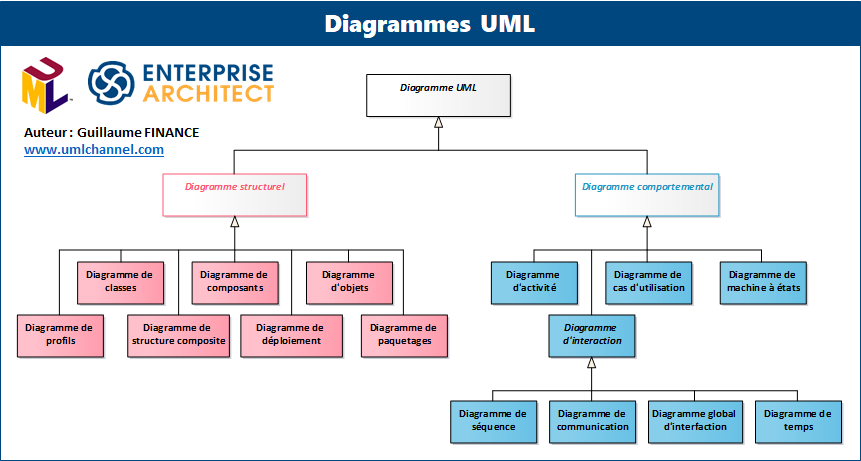 Diagrammes UML
UML
TM
ENTERPRISE
ARCHITECT
Auteur : Guillaume FINANCE
www.umlchannel.com
Diagramme UML
Diagramme structurel
Diagramme comportemental
Diagramme de
classes
Diagramme de
composants
Diagramme
d'objets
Diagramme
d'activité
Diagramme de
cas d'utilisation
Diagramme de
machine à états
Diagramme de
profils
Diagramme de
structure composite
Diagramme de
déploiement
Diagramme de
paquetages
Diagramme
d'interaction
Diagramme de
séquence
Diagramme de
communication
Diagramme global
d'interfaction
Diagramme de
temps